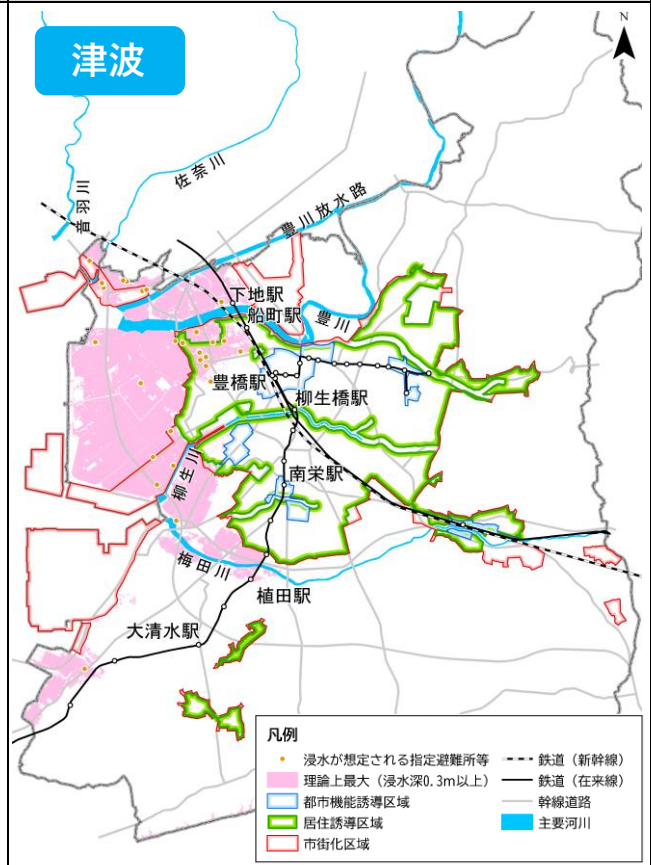 津波
N
佐奈川
音羽川
豊川放水路
下地駅
船町駅
豊川
豊橋駅
柳生橋駅
柳生川
南栄駅
梅田川
植田駅
大清水駅
凡例
浸水が想定される指定避難所等
理論上最大（浸水深0.3m以上）
都市機能誘導区域
居住誘導区域
市街化区域
鉄道（新幹線）
鉄道（在来線）
幹線道路
主要河川